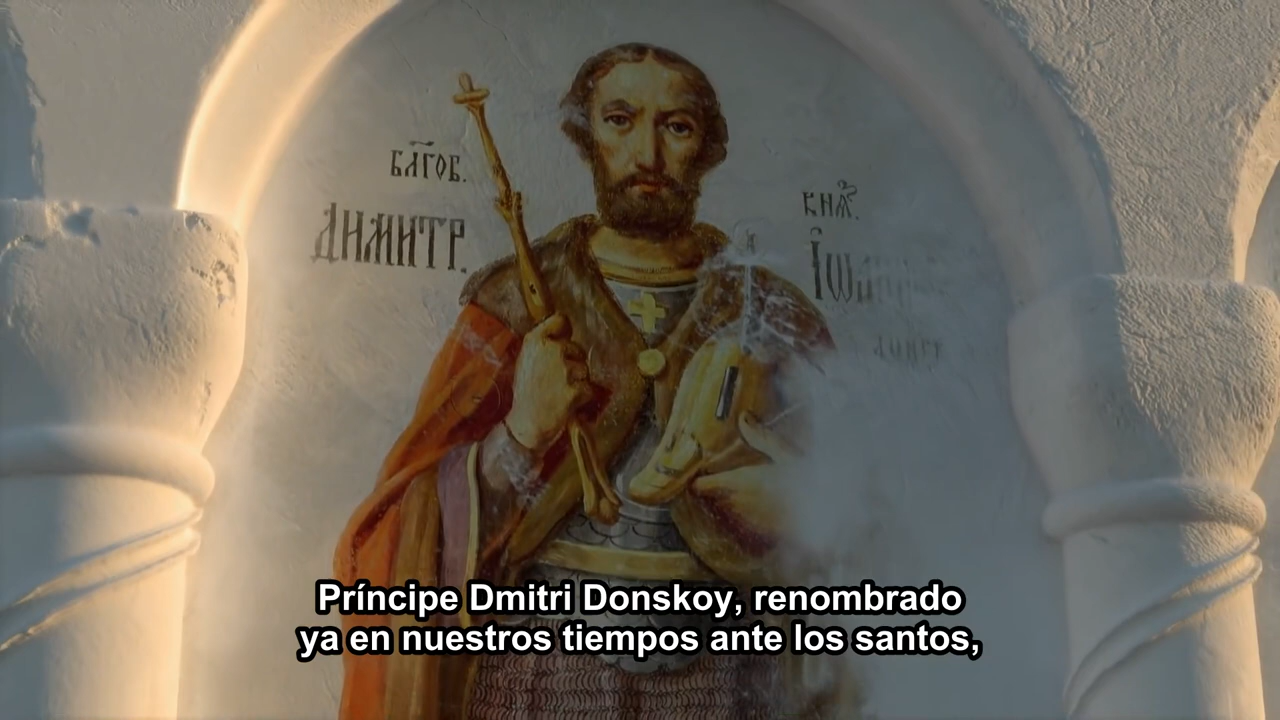 БЛГОВ.
ДИМИТР.
КНЯ.
Príncipe Dmitri Donskoy, renombrado
ya en nuestros tiempos ante los santos,